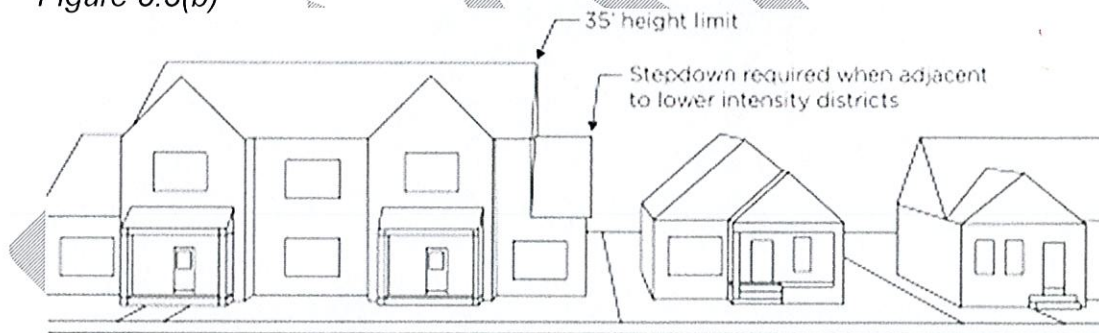 35' height limit
Stepdown required when adjacent
to lower intensity districts